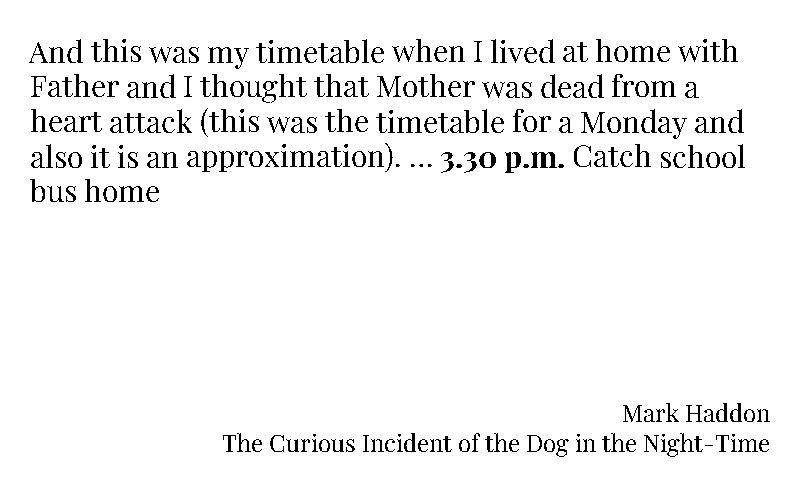 And this was my timetable when I lived at home with
Father and I thought that Mother was dead from a
heart attack (this was the timetable for a Monday and
also it is an approximation). ... 3.30 p.m. Catch school
bus home
Mark Haddon
The Curious Incident of the Dog in the Night-Time